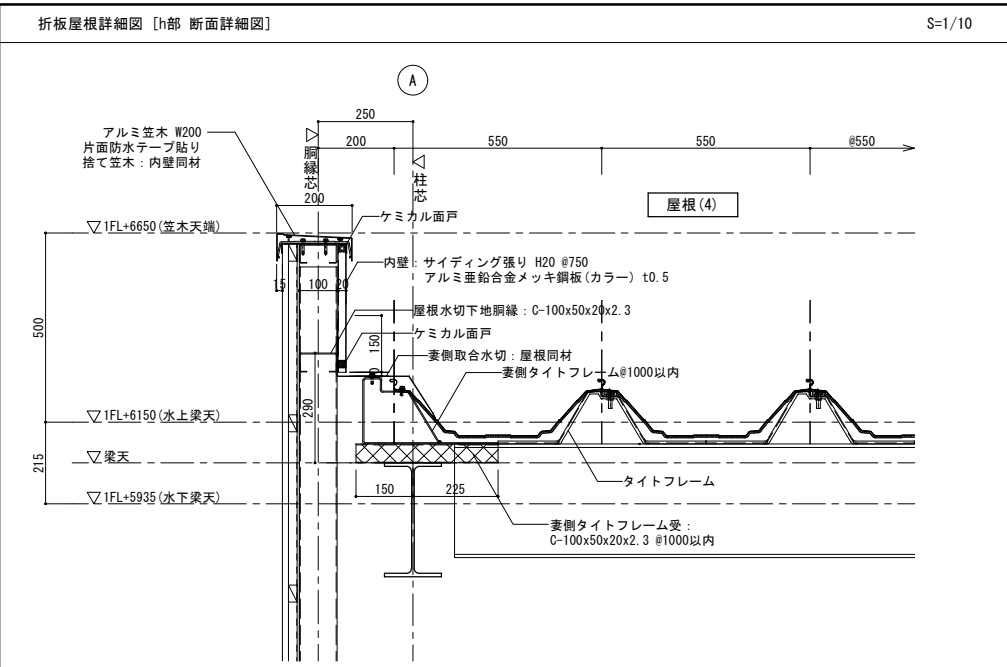 折板屋根詳細図 [h部 断面詳細図]
S=1/10
A
250
200
550
550
@550
アルミ笠木 W200
片面防水テープ貼り
捨て笠木：内壁同材
▽胴縁芯
▽柱芯
200
屋根(4)
ケミカル面戸
▽1FL+6650(笠木天端)
内壁：サイディング張り H20 @750
アルミ亜鉛合金メッキ鋼板(カラー) t0.5
15
100
20
屋根水切下地胴縁：C-100x50x20x2.3
500
150
ケミカル面戸
妻側取合水切：屋根同材
妻側タイトフレーム@1000以内
290
▽1FL+6150(水上梁天)
215
▽梁天
タイトフレーム
150
225
▽1FL+5935(水下梁天)
妻側タイトフレーム受：
C-100x50x20x2.3 @1000以内